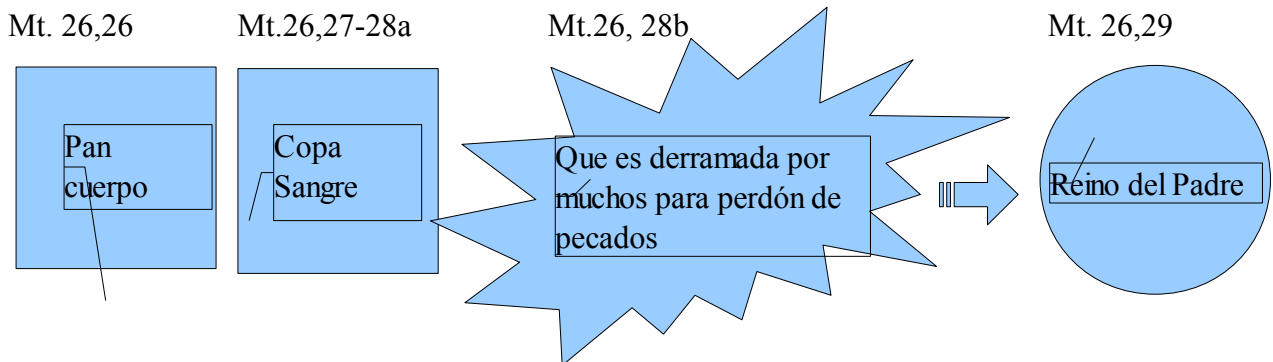 Mt. 26,26
Mt.26,27-28a
Mt.26, 28b
Mt. 26,29
Pan
cuerpo
Copa
Sangre
Que es derramada por
muchos para perdón de
pecados
Reino del Padre